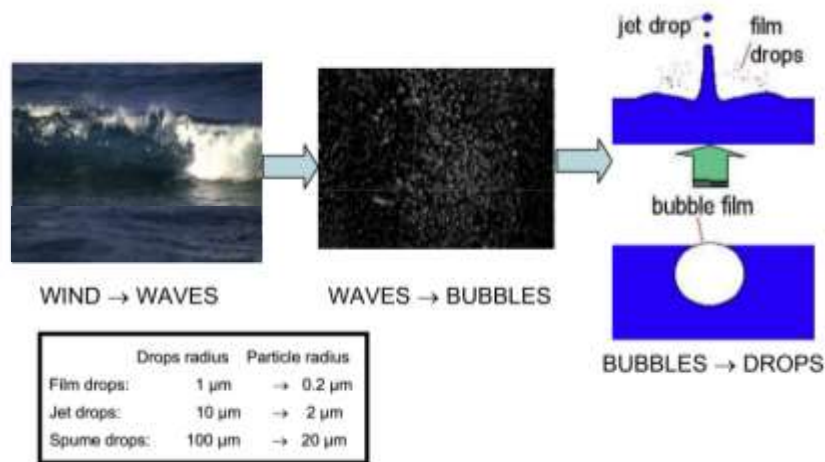 jet drop
film
drops
bubble film
WIND → WAVES
WAVES → BUBBLES
BUBBLES → DROPS
Drops radius Particle radius
Film drops: 1 µm → 0.2 µm
Jet drops: 10 µm → 2 µm
Spume drops: 100 µm → 20 µm